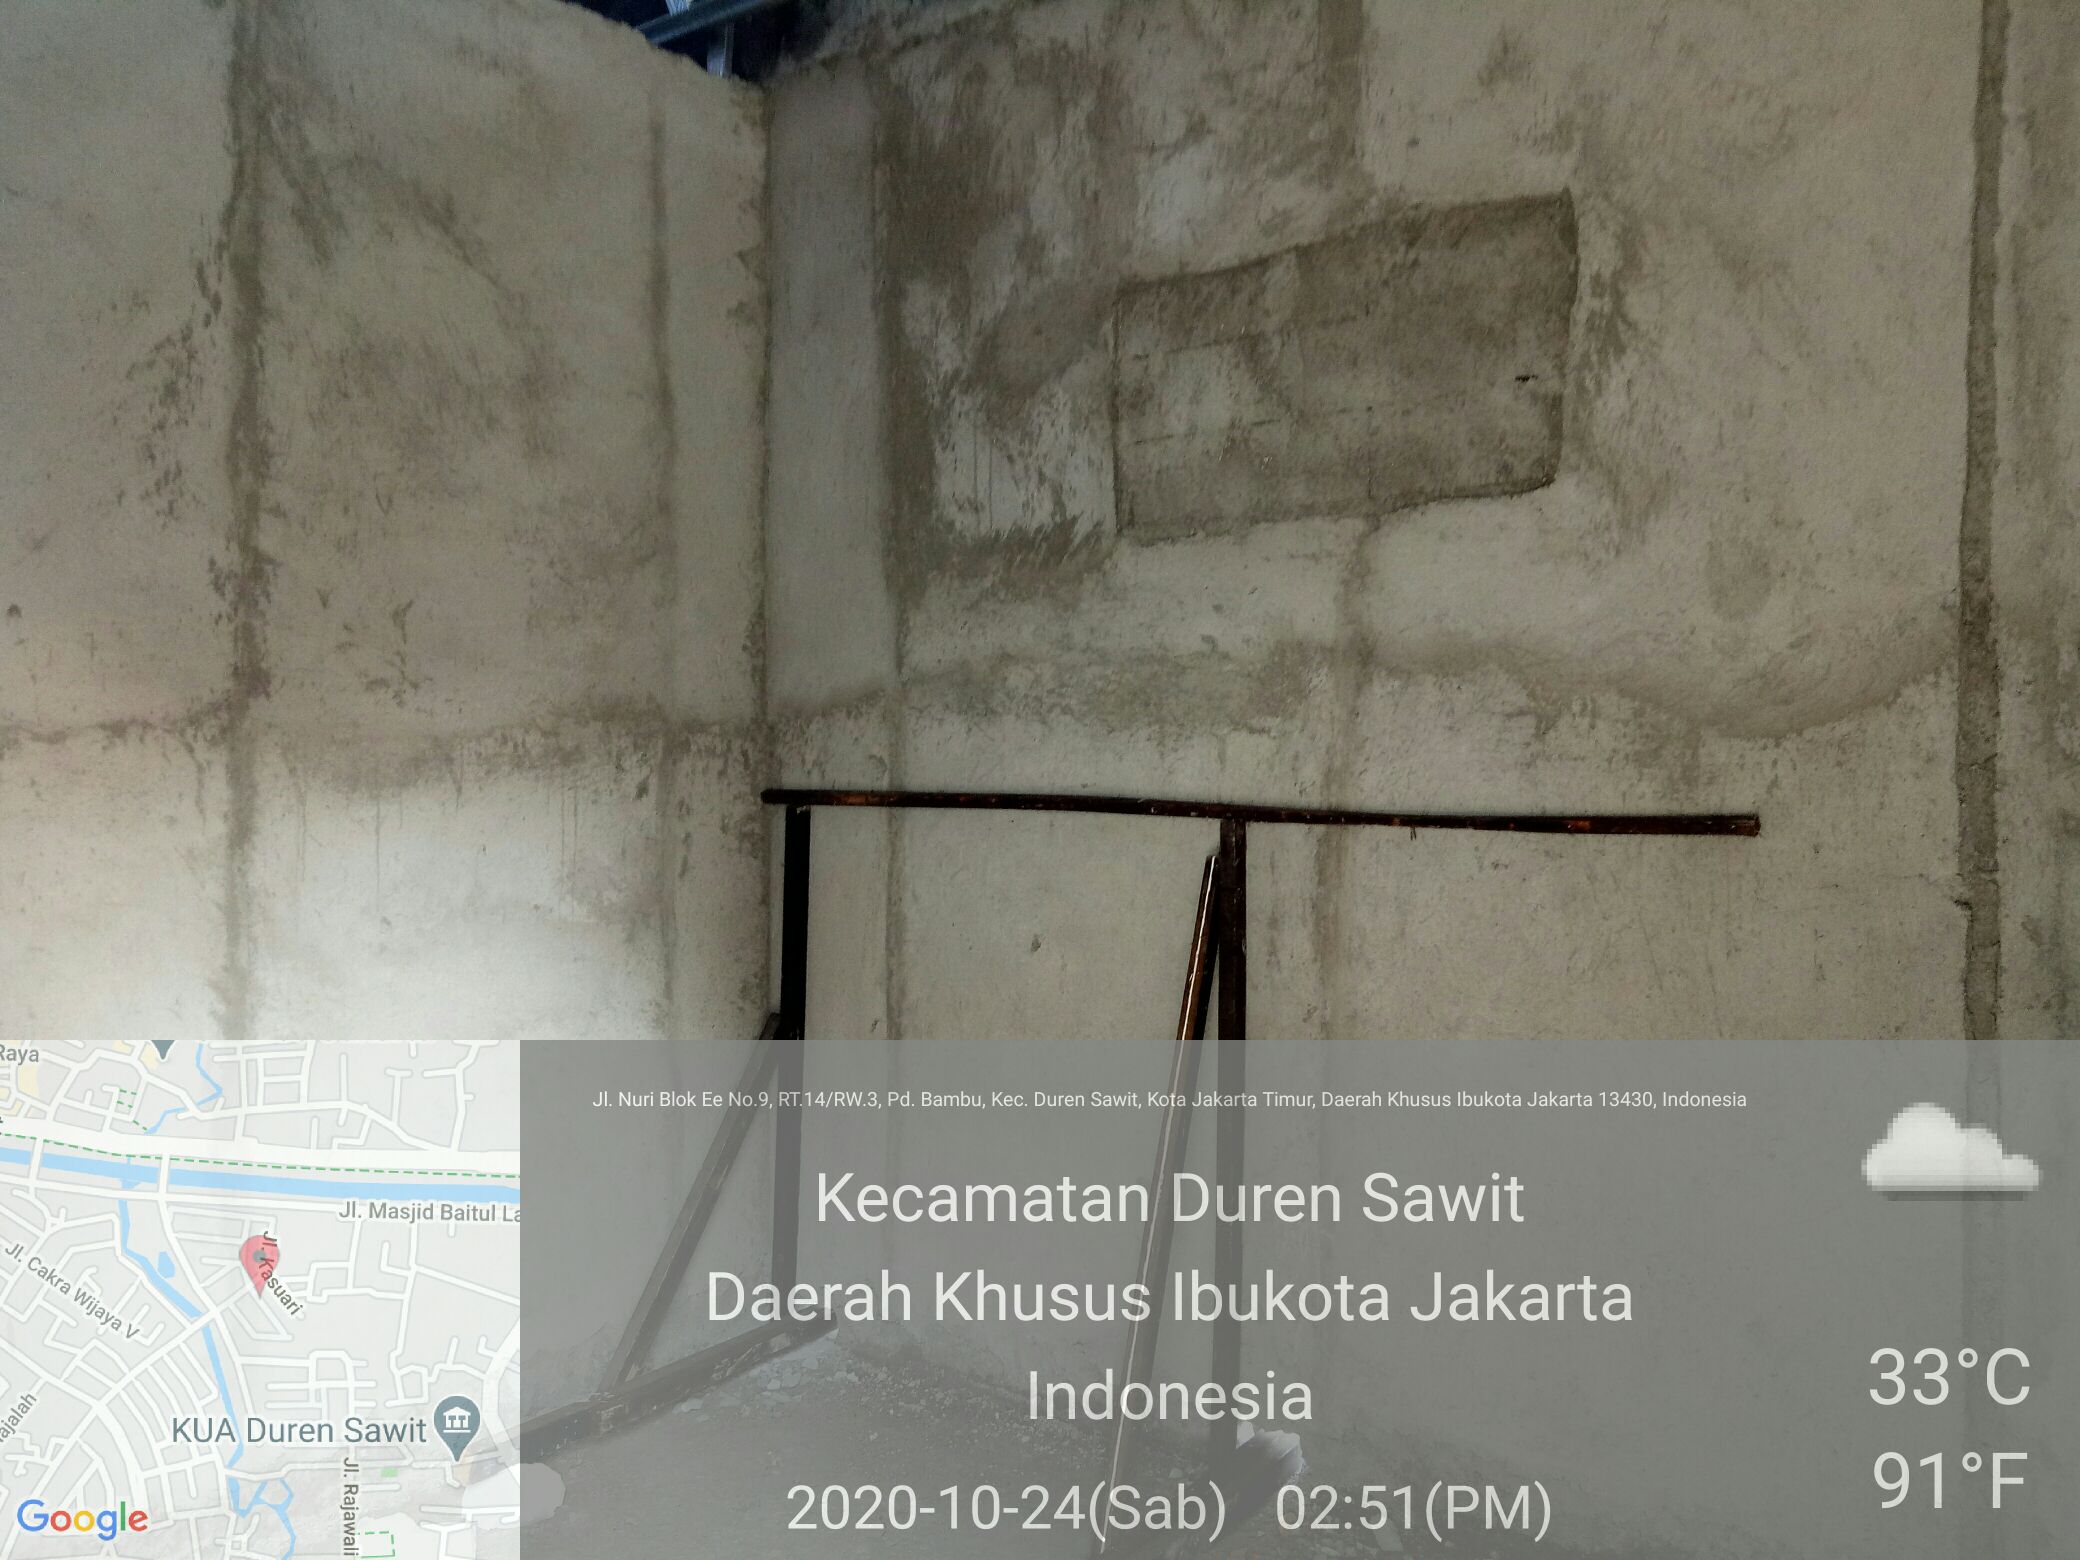 Jl. Nuri Blok Ee No.9, RT.14/RW.3, Pd. Bambu, Kec. Duren Sawit, Kota Jakarta Timur, Daerah Khusus Ibukota Jakarta 13430, Indonesia
Kecamatan Duren Sawit
Daerah Khusus Ibukota Jakarta
Indonesia
2020-10-24(Sab) 02:51(PM)
33°C
91°F
Raya
Jl. Masjid Baitul La
Jl. Kasuari
Jl. Cakra Wijaya V
KUA Duren Sawit
Jl. Rajawali
Google